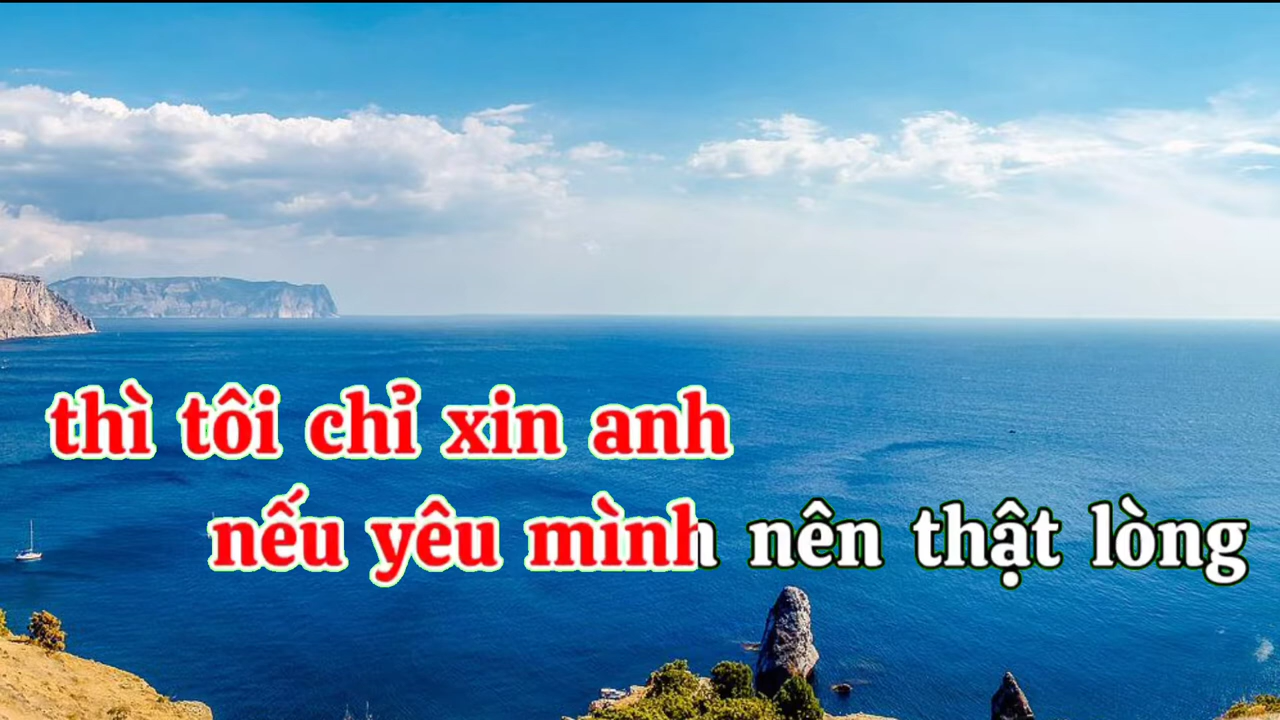 thì tôi chỉ xin anh
nếu yêu mình nên thật lòng